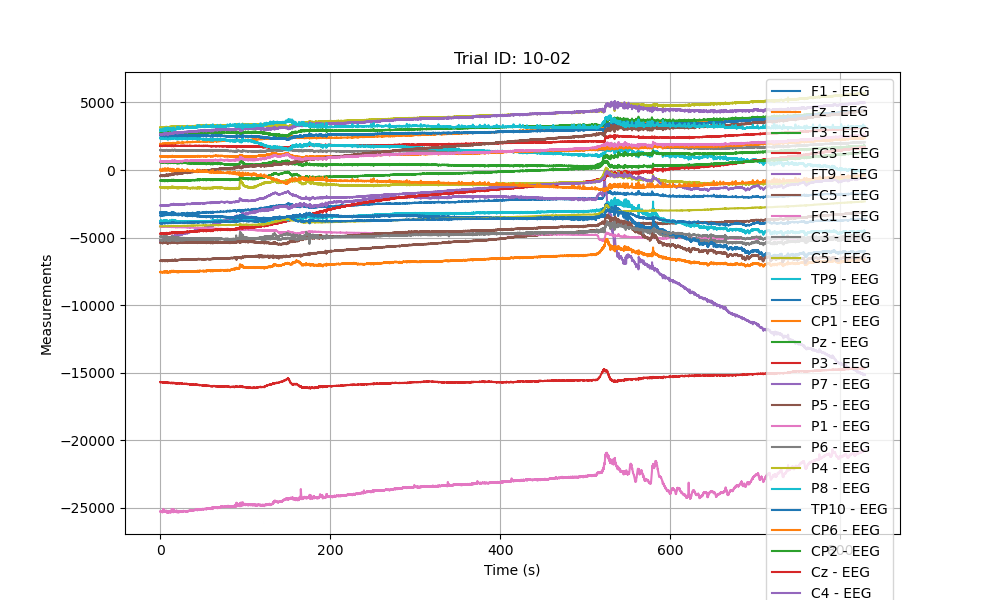 Trial ID: 10-02
5000
0
−5000
−10000
−15000
−20000
−25000
Measurements
0
200
400
600
800
Time (s)
F1 - EEG
Fz - EEG
F3 - EEG
FC3 - EEG
FT9 - EEG
FC5 - EEG
FC1 - EEG
C3 - EEG
C5 - EEG
TP9 - EEG
CP5 - EEG
CP1 - EEG
Pz - EEG
P3 - EEG
P7 - EEG
P5 - EEG
P1 - EEG
P6 - EEG
P4 - EEG
P8 - EEG
TP10 - EEG
CP6 - EEG
CP2 - EEG
Cz - EEG
C4 - EEG